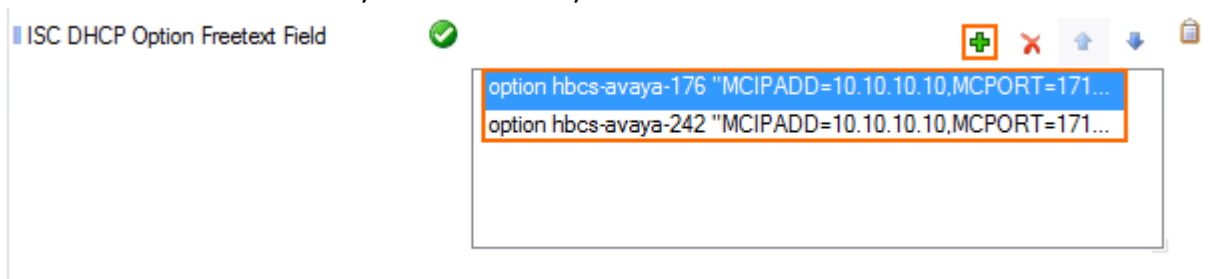 ISC DHCP Option Freetext Field
option hbcs-avaya-176 "MCIPADD=10.10.10.10,MCPORT=171...
option hbcs-avaya-242 "MCIPADD=10.10.10.10,MCPORT=171...